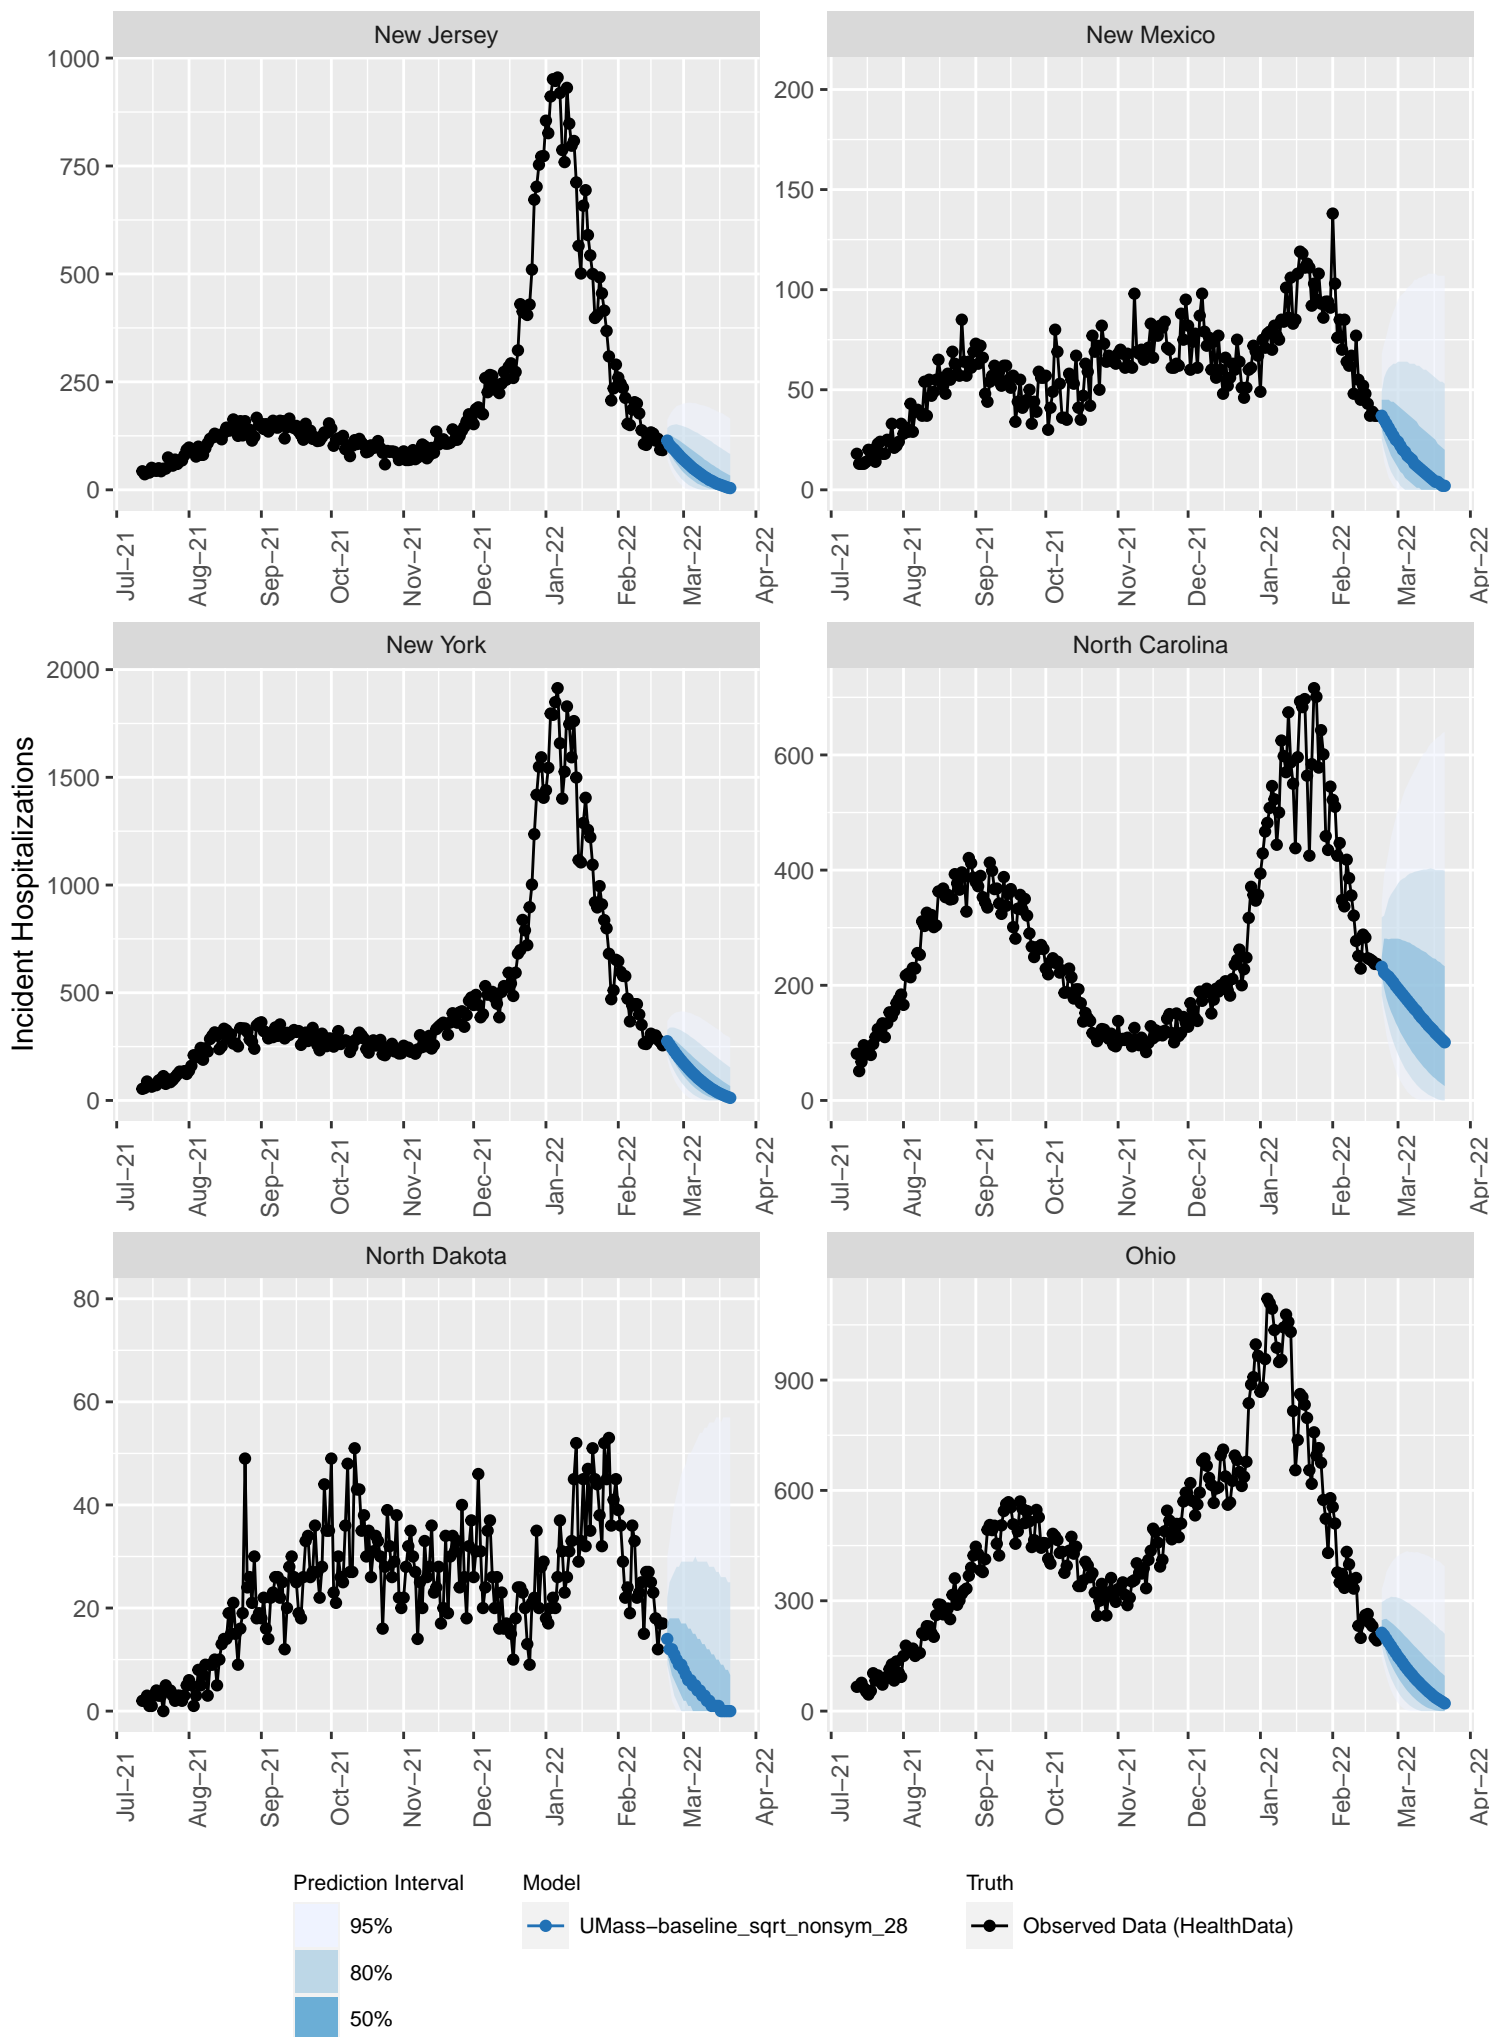 New Jersey
New Mexico
1000
750
500
250
0
200
150
100
50
0
Jul−21
Aug−21
Sep−21
Oct−21
Nov−21
Dec−21
Jan−22
Feb−22
Mar−22
Apr−22
Jul−21
Aug−21
Sep−21
Oct−21
Nov−21
Dec−21
Jan−22
Feb−22
Mar−22
Apr−22
Incident Hospitalizations
New York
North Carolina
2000
1500
1000
500
0
600
400
200
0
Jul−21
Aug−21
Sep−21
Oct−21
Nov−21
Dec−21
Jan−22
Feb−22
Mar−22
Apr−22
Jul−21
Aug−21
Sep−21
Oct−21
Nov−21
Dec−21
Jan−22
Feb−22
Mar−22
Apr−22
North Dakota
Ohio
80
60
40
20
0
900
600
300
0
Jul−21
Aug−21
Sep−21
Oct−21
Nov−21
Dec−21
Jan−22
Feb−22
Mar−22
Apr−22
Jul−21
Aug−21
Sep−21
Oct−21
Nov−21
Dec−21
Jan−22
Feb−22
Mar−22
Apr−22
Prediction Interval
95%
80%
50%
Model
UMass−baseline_sqrt_nonsym_28
Truth
Observed Data (HealthData)